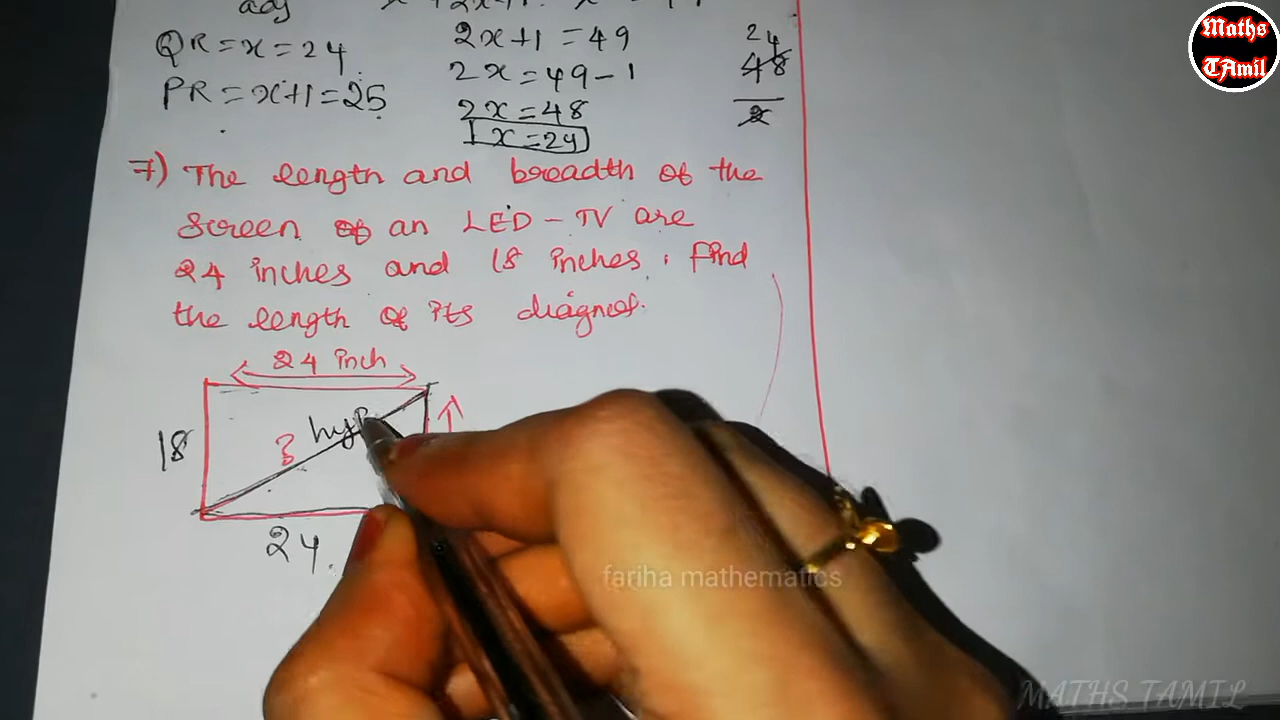 adj
QR = x = 24
PR = x+1 = 25
2x+1 = 49
2x = 49-1
2x = 48
x = 24
24
48
2
7) The length and breadth of the
screen of an LED-TV are
24 inches and 18 inches. Find
the length of its
24 inch
18
hyp
24
Maths
TAmil
fariha mathematics
MATHS TAMIL